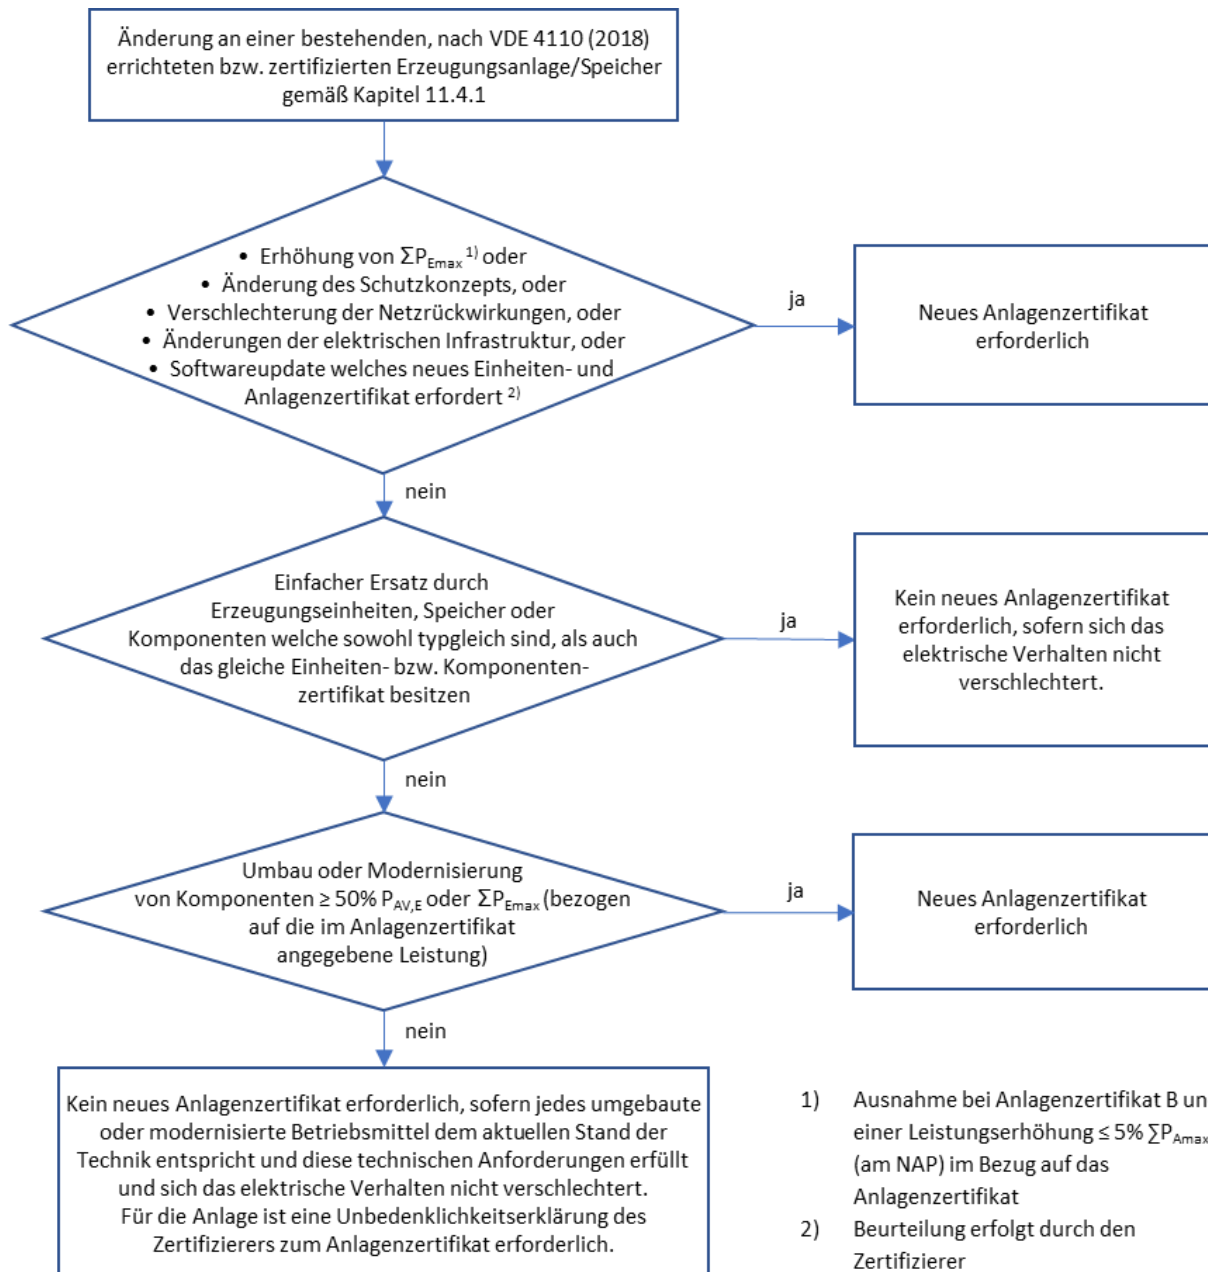 Änderung an einer bestehenden, nach VDE 4110 (2018)
errichteten bzw. zertifizierten Erzeugungsanlage/Speicher
gemäß Kapitel 11.4.1
• Erhöhung von ΣP_Emax ¹⁾ oder
• Änderung des Schutzkonzepts, oder
• Verschlechterung der Netzrückwirkungen, oder
• Änderungen der elektrischen Infrastruktur, oder
• Softwareupdate welches neues Einheiten- und
Anlagenzertifikat erfordert ²⁾
ja
Neues Anlagenzertifikat
erforderlich
nein
Einfacher Ersatz durch
Erzeugungseinheiten, Speicher oder
Komponenten welche sowohl typgleich sind, als auch
das gleiche Einheiten- bzw. Komponenten-
zertifikat besitzen
ja
Kein neues Anlagenzertifikat
erforderlich, sofern sich das
elektrische Verhalten nicht
verschlechtert.
nein
Umbau oder Modernisierung
von Komponenten ≥ 50% P_AV,E oder ΣP_Emax (bezogen
auf die im Anlagenzertifikat
angegebene Leistung)
ja
Neues Anlagenzertifikat
erforderlich
nein
Kein neues Anlagenzertifikat erforderlich, sofern jedes umgebaute
oder modernisierte Betriebsmittel dem aktuellen Stand der
Technik entspricht und diese technischen Anforderungen erfüllt
und sich das elektrische Verhalten nicht verschlechtert.
Für die Anlage ist eine Unbedenklichkeitserklärung des
Zertifizierers zum Anlagenzertifikat erforderlich.
1) Ausnahme bei Anlagenzertifikat B un
einer Leistungserhöhung ≤ 5% ∑P_Amax
(am NAP) im Bezug auf das
Anlagenzertifikat
2) Beurteilung erfolgt durch den
Zertifizierer